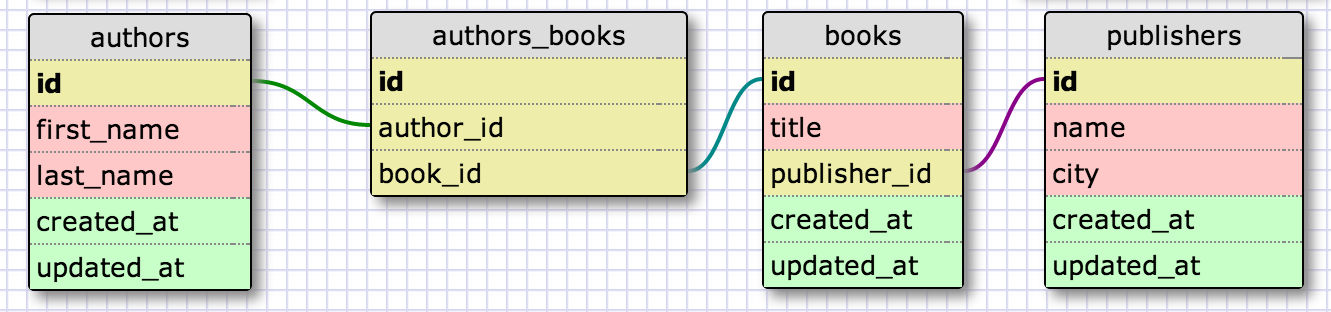 authors
id
first_name
last_name
created_at
updated_at
authors_books
id
author_id
book_id
books
id
title
publisher_id
created_at
updated_at
publishers
id
name
city
created_at
updated_at